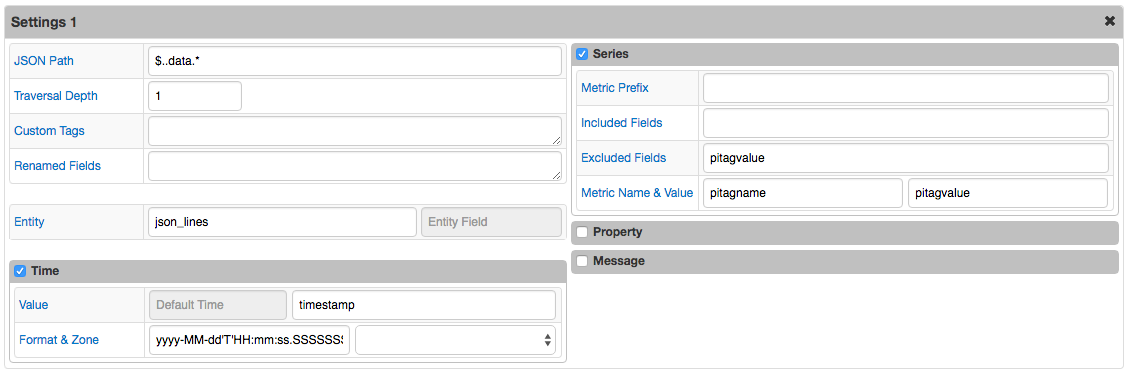 Settings 1
JSON Path $..data.*
Traversal Depth 1
Custom Tags
Renamed Fields
Entity json_lines Entity Field
Time
Value Default Time timestamp
Format & Zone yyyy-MM-dd'T'HH:mm:ss.SSSSSSS
Series
Metric Prefix
Included Fields
Excluded Fields pitagvalue
Metric Name & Value pitagname pitagvalue
Property
Message